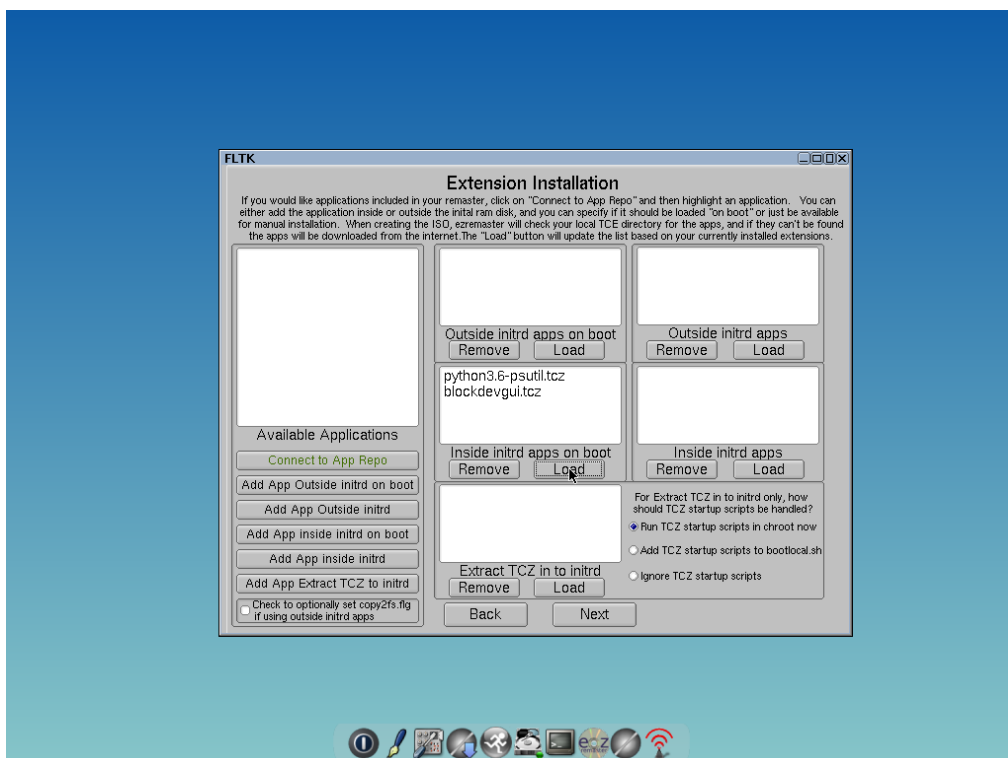 FLTK
Extension Installation
If you would like applications included in your remaster, click on "Connect to App Repo" and then highlight an application. You can
either add the application inside or outside the inital ram disk, and you can specify if it should be loaded "on boot" or just be available
for manual installation. When creating the ISO, ezremaster will check your local TCE directory for the apps, and if they can't be found
the apps will be downloaded from the internet.The "Load" button will update the list based on your currently installed extensions.
Available Applications
Connect to App Repo
Add App Outside initrd on boot
Add App Outside initrd
Add App inside initrd on boot
Add App inside initrd
Add App Extract TCZ to initrd
Check to optionally set copy2fs.flg
if using outside initrd apps
Outside initrd apps on boot
Remove Load
Outside initrd apps
Remove Load
python3.6-psutil.tcz
blockdevgui.tcz
Inside initrd apps on boot
Remove Load
Inside initrd apps
Remove Load
Extract TCZ in to initrd
Remove Load
For Extract TCZ in to initrd only, how
should TCZ startup scripts be handled?
Run TCZ startup scripts in chroot now
Add TCZ startup scripts to bootlocal.sh
Ignore TCZ startup scripts
Back Next